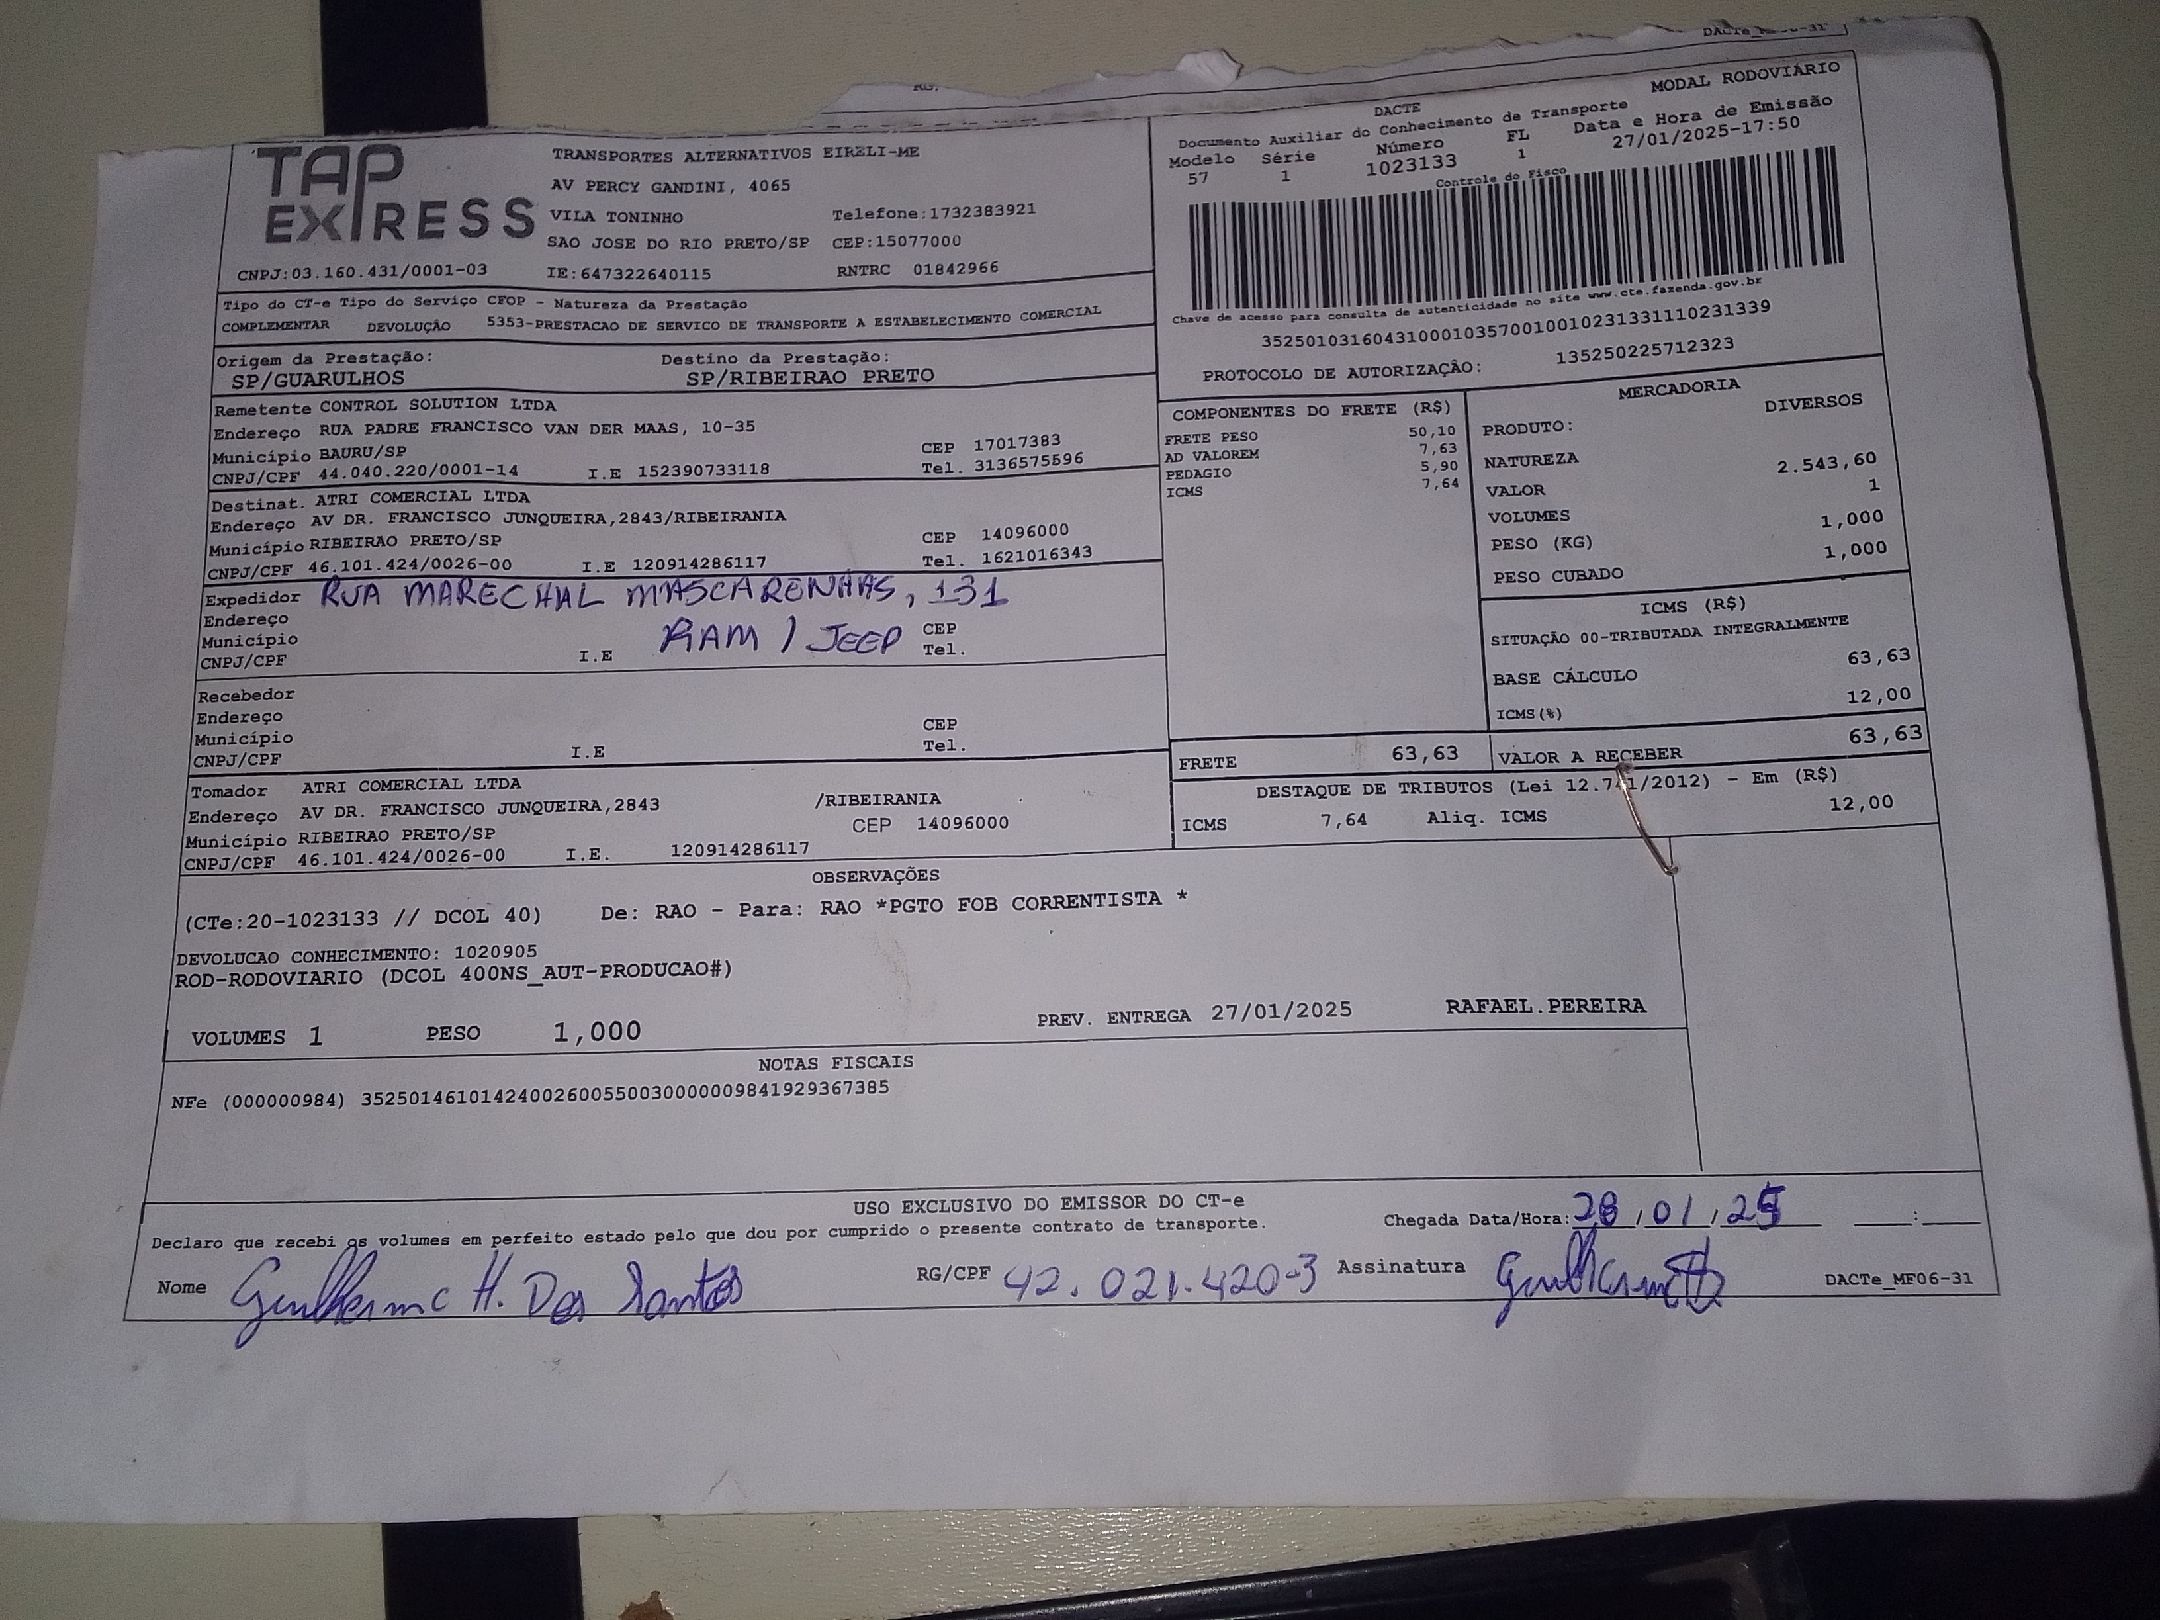 DACTe_MF06-31
RG.
TAP
EXPRESS
TRANSPORTES ALTERNATIVOS EIRELI-ME
AV PERCY GANDINI, 4065
VILA TONINHO Telefone:1732383921
SAO JOSE DO RIO PRETO/SP CEP:15077000
CNPJ:03.160.431/0001-03 IE:647322640115 RNTRC 01842966
DACTE MODAL RODOVIÁRIO
Documento Auxiliar do Conhecimento de Transporte
Modelo Série Número FL Data e Hora de Emissão
57 1 1023133 1 27/01/2025-17:50
Controle do Fisco
Chave de acesso para consulta de autenticidade no site www.cte.fazenda.gov.br
35250103160431000103570010010231331110231339
PROTOCOLO DE AUTORIZAÇÃO: 135250225712323
Tipo do CT-e Tipo do Serviço CFOP - Natureza da Prestação
COMPLEMENTAR DEVOLUÇÃO 5353-PRESTACAO DE SERVICO DE TRANSPORTE A ESTABELECIMENTO COMERCIAL
Origem da Prestação: Destino da Prestação:
SP/GUARULHOS SP/RIBEIRAO PRETO
Remetente CONTROL SOLUTION LTDA
Endereço RUA PADRE FRANCISCO VAN DER MAAS, 10-35
Município BAURU/SP CEP 17017383
CNPJ/CPF 44.040.220/0001-14 I.E 152390733118 Tel. 3136575596
Destinat. ATRI COMERCIAL LTDA
Endereço AV DR. FRANCISCO JUNQUEIRA,2843/RIBEIRANIA
Município RIBEIRAO PRETO/SP CEP 14096000
CNPJ/CPF 46.101.424/0026-00 I.E 120914286117 Tel. 1621016343
Expedidor RUA MARECHAL MASCARENHAS, 131
Endereço
Município RAM / JEEP CEP
CNPJ/CPF I.E Tel.
Recebedor
Endereço
Município CEP
CNPJ/CPF I.E Tel.
Tomador ATRI COMERCIAL LTDA
Endereço AV DR. FRANCISCO JUNQUEIRA,2843 /RIBEIRANIA
Município RIBEIRAO PRETO/SP CEP 14096000
CNPJ/CPF 46.101.424/0026-00 I.E. 120914286117
COMPONENTES DO FRETE (R$)
FRETE PESO 50,10
AD VALOREM 7,63
PEDAGIO 5,90
ICMS 7,64
MERCADORIA
PRODUTO: DIVERSOS
NATUREZA
VALOR 2.543,60
VOLUMES 1
PESO (KG) 1,000
PESO CUBADO 1,000
ICMS (R$)
SITUAÇÃO 00-TRIBUTADA INTEGRALMENTE
BASE CÁLCULO 63,63
ICMS(%) 12,00
FRETE 63,63 VALOR A RECEBER 63,63
DESTAQUE DE TRIBUTOS (Lei 12.741/2012) - Em (R$)
ICMS 7,64 Aliq. ICMS 12,00
OBSERVAÇÕES
(CTe:20-1023133 // DCOL 40) De: RAO - Para: RAO *PGTO FOB CORRENTISTA *
DEVOLUCAO CONHECIMENTO: 1020905
ROD-RODOVIARIO (DCOL 400NS_AUT-PRODUCAO#)
VOLUMES 1 PESO 1,000 PREV. ENTREGA 27/01/2025 RAFAEL.PEREIRA
NOTAS FISCAIS
NFe (000000984) 35250146101424002600550030000009841929367385
USO EXCLUSIVO DO EMISSOR DO CT-e
Declaro que recebi os volumes em perfeito estado pelo que dou por cumprido o presente contrato de transporte. Chegada Data/Hora: 28/01/25 :
Nome Guilherme H. Dos Santos RG/CPF 42.021.420-3 Assinatura Guilherme H DACTe_MF06-31